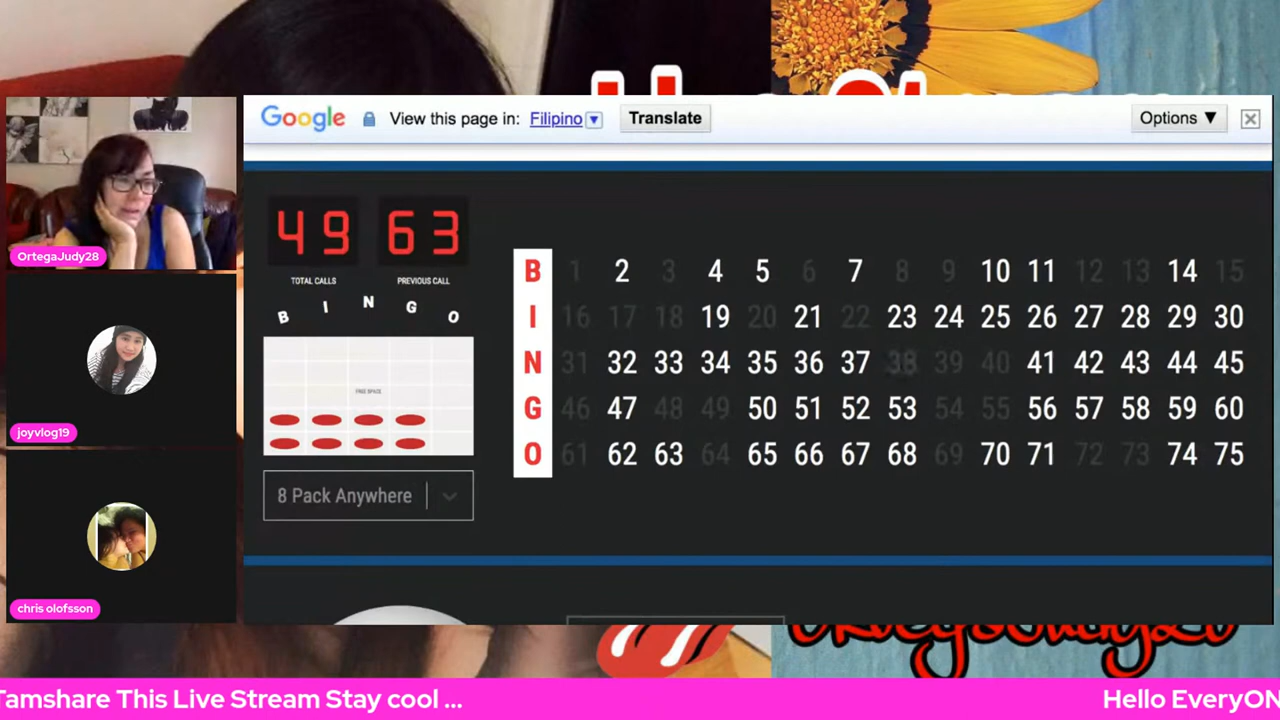 Google View this page in: Filipino ▼ Translate Options ▼
49 63
TOTAL CALLS PREVIOUS CALL
B I N G O
FREE SPACE
8 Pack Anywhere
B 1 2 3 4 5 6 7 8 9 10 11 12 13 14 15
I 16 17 18 19 20 21 22 23 24 25 26 27 28 29 30
N 31 32 33 34 35 36 37 38 39 40 41 42 43 44 45
G 46 47 48 49 50 51 52 53 54 55 56 57 58 59 60
O 61 62 63 64 65 66 67 68 69 70 71 72 73 74 75
OrtegaJudy28
joyvlog19
chris olofsson
Tamshare This Live Stream Stay cool ...
Hello EveryON